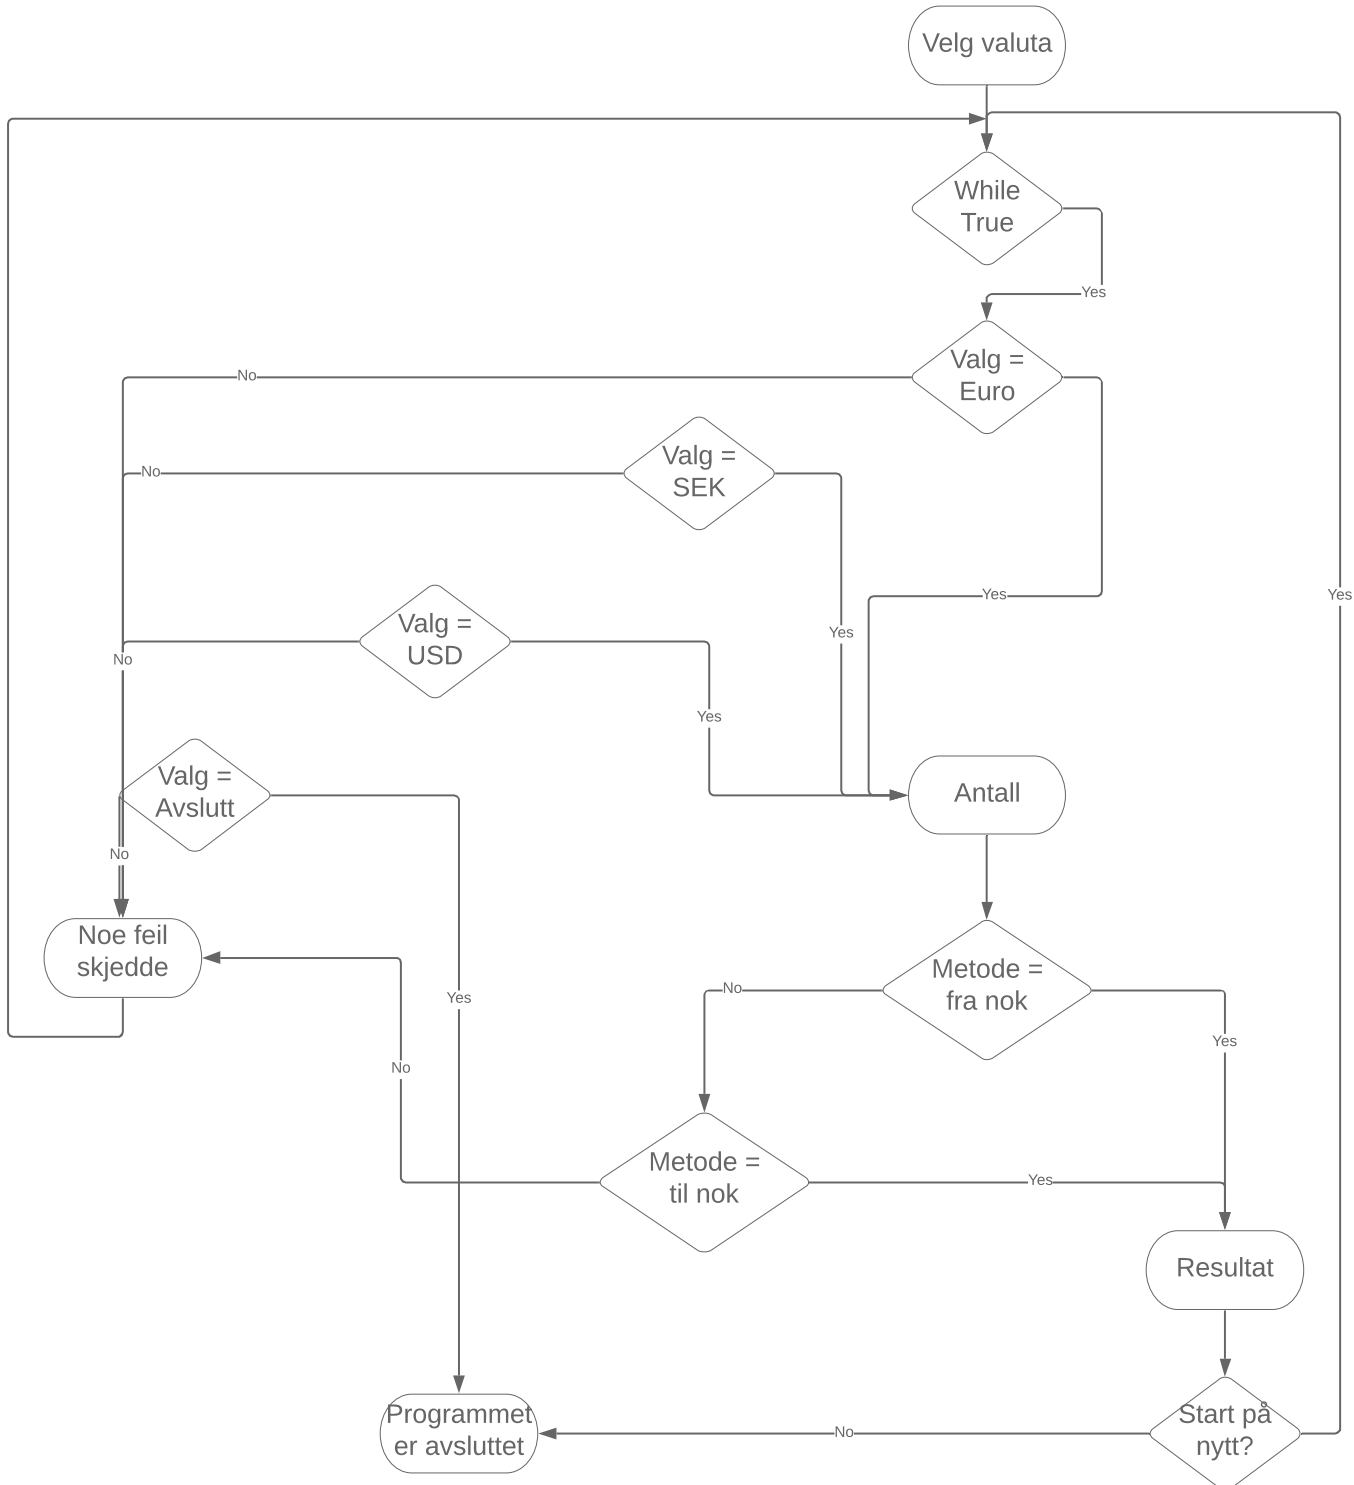 Velg valuta
While
True
Yes
Valg =
Euro
No
Valg =
SEK
No
Yes
Yes
Valg =
USD
Yes
No
Yes
Valg =
Avslutt
No
Antall
Noe feil
skjedde
Yes
Metode =
fra nok
No
Yes
No
Metode =
til nok
Yes
Resultat
Programmet
er avsluttet
No
Start på
nytt?